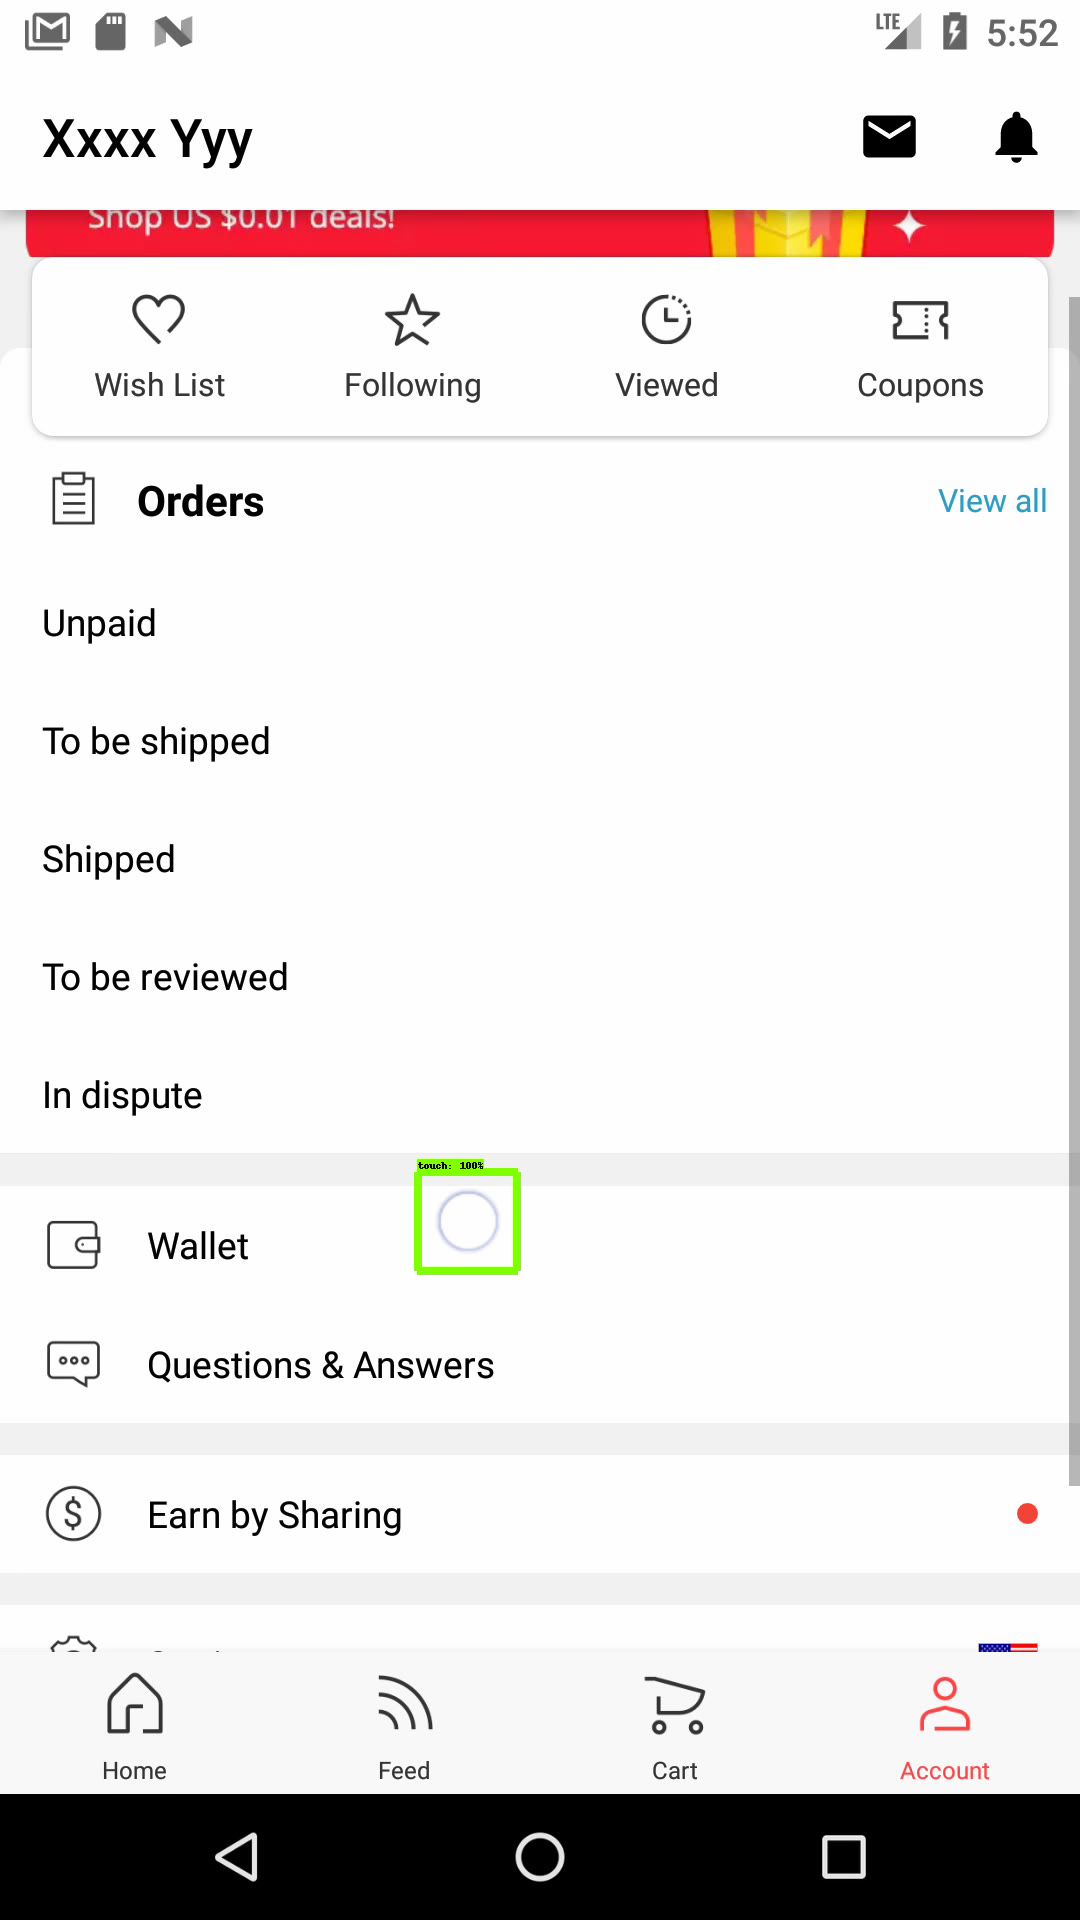 LTE 5:52
Xxxx Yyy
Shop US $0.01 deals!
Wish List Following Viewed Coupons
Orders View all
Unpaid
To be shipped
Shipped
To be reviewed
In dispute
touch: 100%
Wallet
Questions & Answers
Earn by Sharing
Home Feed Cart Account